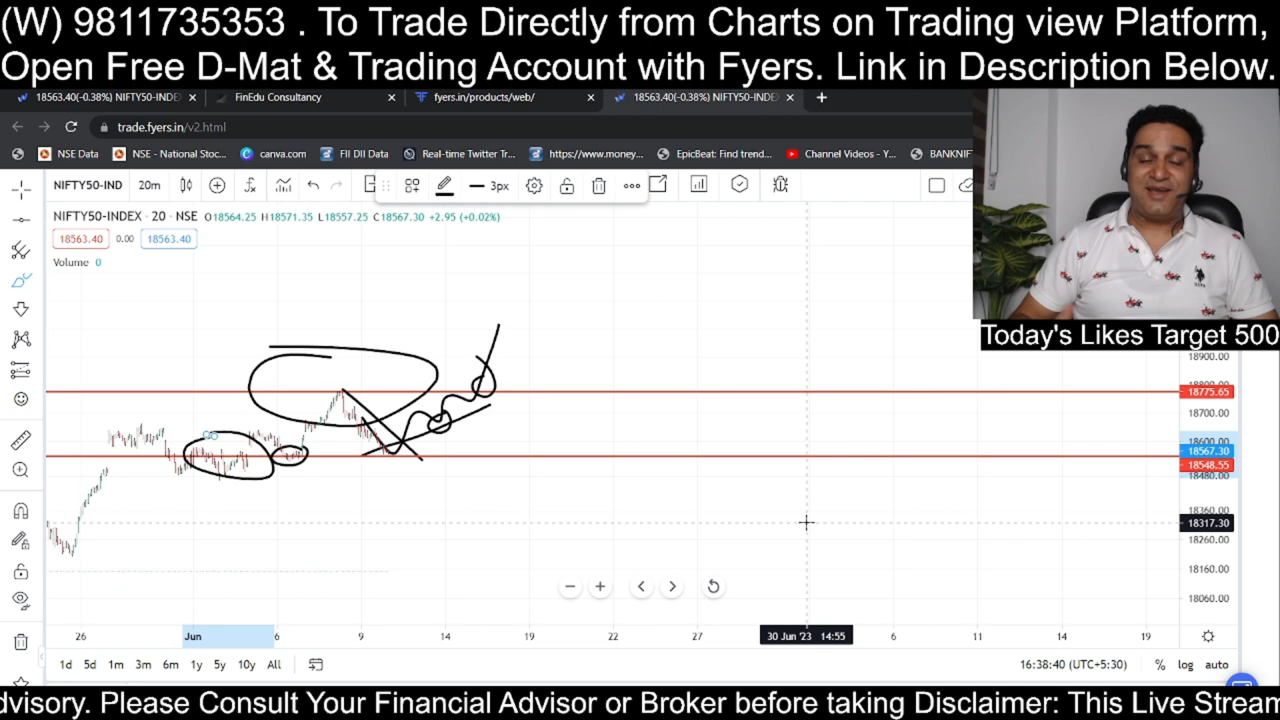 (W) 9811735353 . To Trade Directly from Charts on Trading view Platform,
Open Free D-Mat & Trading Account with Fyers. Link in Description Below.
18563.40(-0.38%) NIFTY50-INDE
FinEdu Consultancy
fyers.in/products/web/
18563.40(-0.38%) NIFTY50-INDE
trade.fyers.in/v2.html
NSE Data
NSE - National Stoc...
canva.com
FII DII Data
Real-time Twitter Tr...
https://www.money...
EpicBeat: Find trend...
Channel Videos - Y...
BANKNIF
NIFTY50-IND
20m
3px
NIFTY50-INDEX · 20 · NSE O18564.25 H18571.35 L18557.25 C18567.30 +2.95 (+0.02%)
18563.40 0.00 18563.40
Volume 0
Today's Likes Target 500
18900.00
18775.65
18700.00
18600.00
18567.30
18548.55
18480.00
18360.00
18317.30
18260.00
18160.00
18060.00
26 Jun 6 9 14 19 22 27 30 Jun '23 14:55 6 11 14 19
1d 5d 1m 3m 6m 1y 5y 10y All
16:38:40 (UTC+5:30) % log auto
dvisory. Please Consult Your Financial Advisor or Broker before taking Disclaimer: This Live Strean